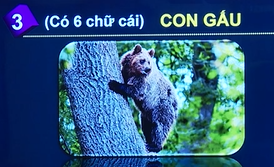 3 (Có 6 chữ cái) CON GẤU